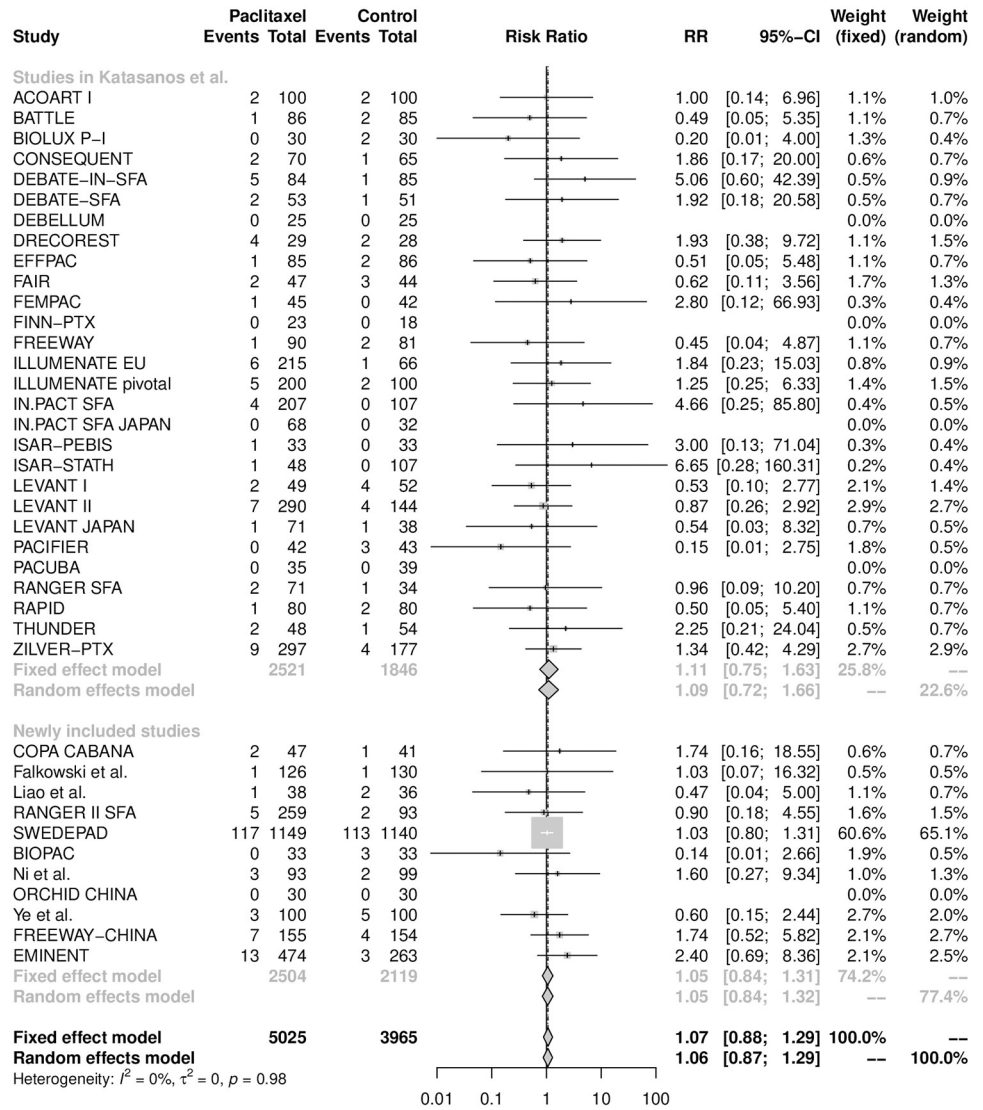 Paclitaxel Control Weight Weight
Study Events Total Events Total Risk Ratio RR 95%−CI (fixed) (random)
Studies in Katasanos et al.
ACOART I 2 100 2 100 1.00 [0.14; 6.96] 1.1% 1.0%
BATTLE 1 86 2 85 0.49 [0.05; 5.35] 1.1% 0.7%
BIOLUX P−I 0 30 2 30 0.20 [0.01; 4.00] 1.3% 0.4%
CONSEQUENT 2 70 1 65 1.86 [0.17; 20.00] 0.6% 0.7%
DEBATE−IN−SFA 5 84 1 85 5.06 [0.60; 42.39] 0.5% 0.9%
DEBATE−SFA 2 53 1 51 1.92 [0.18; 20.58] 0.5% 0.7%
DEBELLUM 0 25 0 25 0.0% 0.0%
DRECOREST 4 29 2 28 1.93 [0.38; 9.72] 1.1% 1.5%
EFFPAC 1 85 2 86 0.51 [0.05; 5.48] 1.1% 0.7%
FAIR 2 47 3 44 0.62 [0.11; 3.56] 1.7% 1.3%
FEMPAC 1 45 0 42 2.80 [0.12; 66.93] 0.3% 0.4%
FINN−PTX 0 23 0 18 0.0% 0.0%
FREEWAY 1 90 2 81 0.45 [0.04; 4.87] 1.1% 0.7%
ILLUMENATE EU 6 215 1 66 1.84 [0.23; 15.03] 0.8% 0.9%
ILLUMENATE pivotal 5 200 2 100 1.25 [0.25; 6.33] 1.4% 1.5%
IN.PACT SFA 4 207 0 107 4.66 [0.25; 85.80] 0.4% 0.5%
IN.PACT SFA JAPAN 0 68 0 32 0.0% 0.0%
ISAR−PEBIS 1 33 0 33 3.00 [0.13; 71.04] 0.3% 0.4%
ISAR−STATH 1 48 0 107 6.65 [0.28; 160.31] 0.2% 0.4%
LEVANT I 2 49 4 52 0.53 [0.10; 2.77] 2.1% 1.4%
LEVANT II 7 290 4 144 0.87 [0.26; 2.92] 2.9% 2.7%
LEVANT JAPAN 1 71 1 38 0.54 [0.03; 8.32] 0.7% 0.5%
PACIFIER 0 42 3 43 0.15 [0.01; 2.75] 1.8% 0.5%
PACUBA 0 35 0 39 0.0% 0.0%
RANGER SFA 2 71 1 34 0.96 [0.09; 10.20] 0.7% 0.7%
RAPID 1 80 2 80 0.50 [0.05; 5.40] 1.1% 0.7%
THUNDER 2 48 1 54 2.25 [0.21; 24.04] 0.5% 0.7%
ZILVER−PTX 9 297 4 177 1.34 [0.42; 4.29] 2.7% 2.9%
Fixed effect model 2521 1846 1.11 [0.75; 1.63] 25.8% −−
Random effects model 1.09 [0.72; 1.66] −− 22.6%
Newly included studies
COPA CABANA 2 47 1 41 1.74 [0.16; 18.55] 0.6% 0.7%
Falkowski et al. 1 126 1 130 1.03 [0.07; 16.32] 0.5% 0.5%
Liao et al. 1 38 2 36 0.47 [0.04; 5.00] 1.1% 0.7%
RANGER II SFA 5 259 2 93 0.90 [0.18; 4.55] 1.6% 1.5%
SWEDEPAD 117 1149 113 1140 1.03 [0.80; 1.31] 60.6% 65.1%
BIOPAC 0 33 3 33 0.14 [0.01; 2.66] 1.9% 0.5%
Ni et al. 3 93 2 99 1.60 [0.27; 9.34] 1.0% 1.3%
ORCHID CHINA 0 30 0 30 0.0% 0.0%
Ye et al. 3 100 5 100 0.60 [0.15; 2.44] 2.7% 2.0%
FREEWAY−CHINA 7 155 4 154 1.74 [0.52; 5.82] 2.1% 2.7%
EMINENT 13 474 3 263 2.40 [0.69; 8.36] 2.1% 2.5%
Fixed effect model 2504 2119 1.05 [0.84; 1.31] 74.2% −−
Random effects model 1.05 [0.84; 1.32] −− 77.4%
Fixed effect model 5025 3965 1.07 [0.88; 1.29] 100.0% −−
Random effects model 1.06 [0.87; 1.29] −− 100.0%
Heterogeneity: I² = 0%, τ² = 0, p = 0.98
0.01 0.1 1 10 100